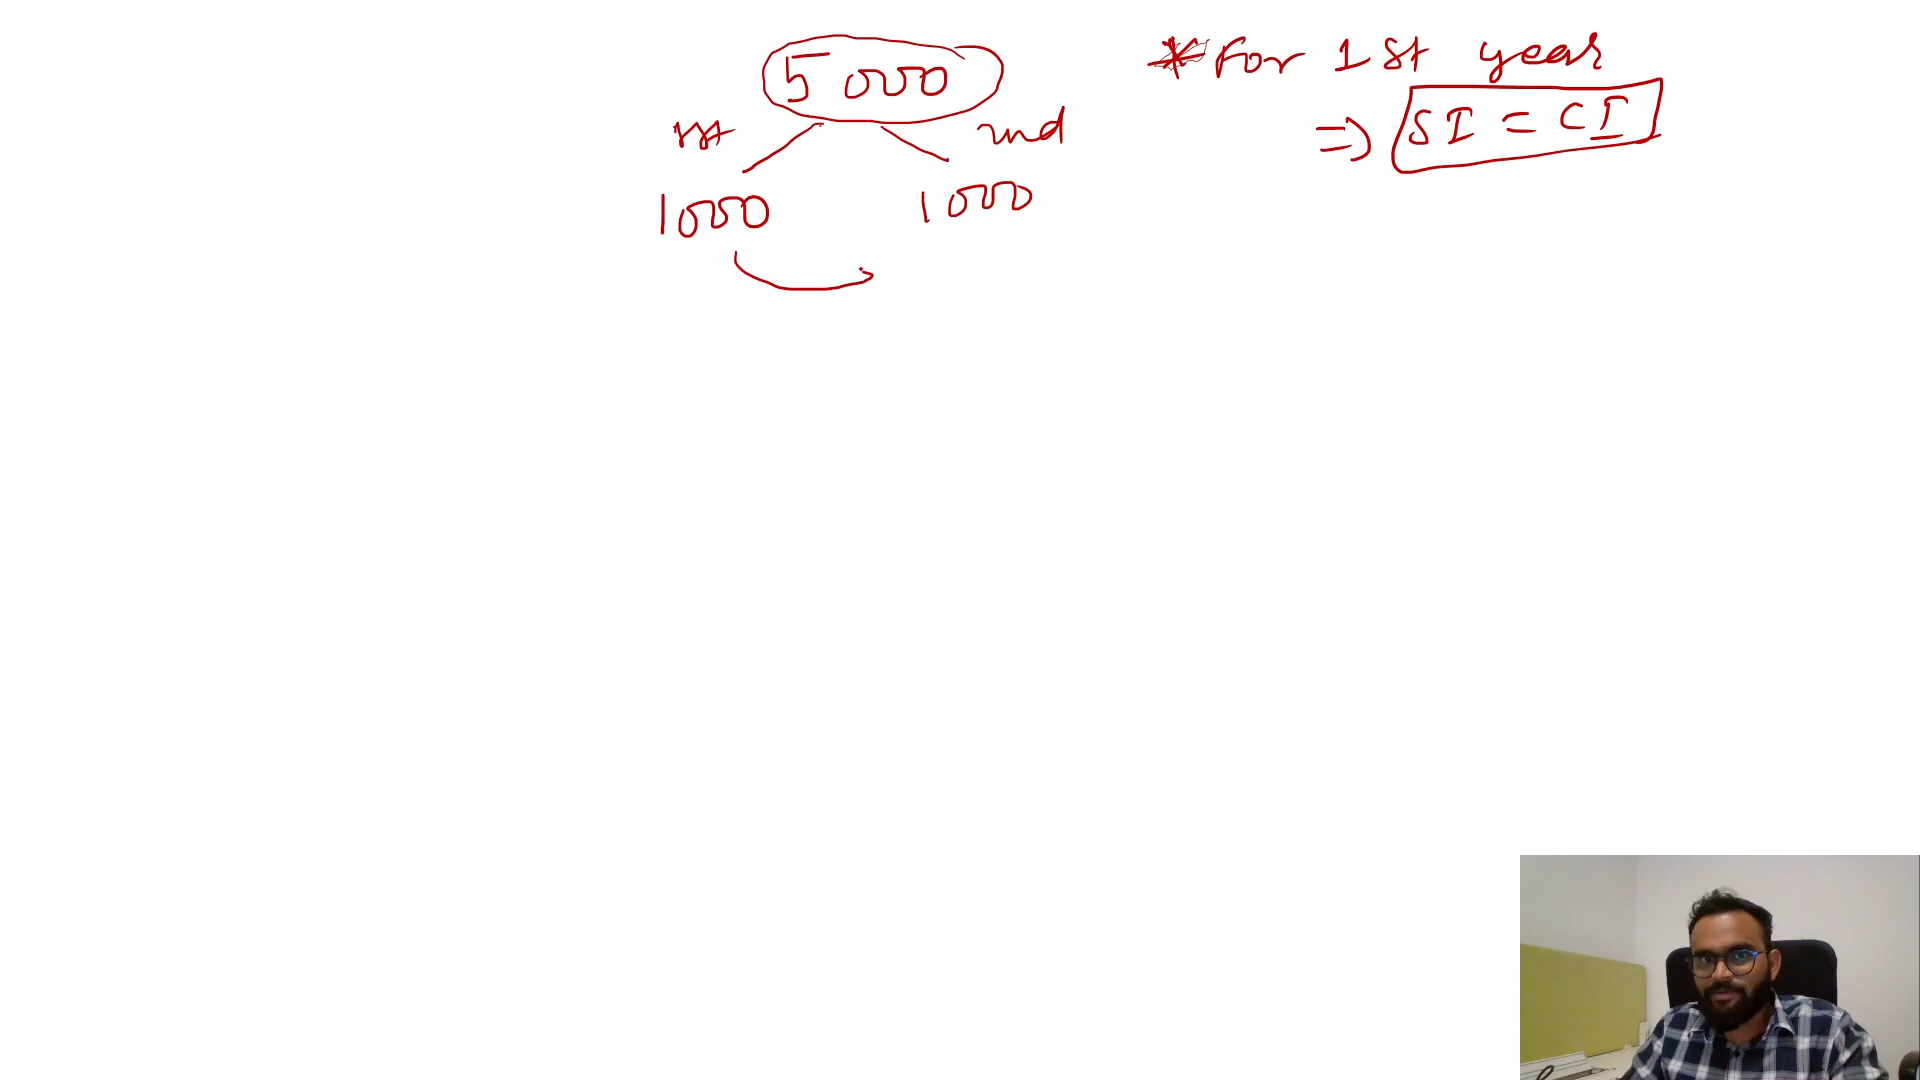 5000
1st 2nd
1000 1000
* For 1st year
=> SI = CI